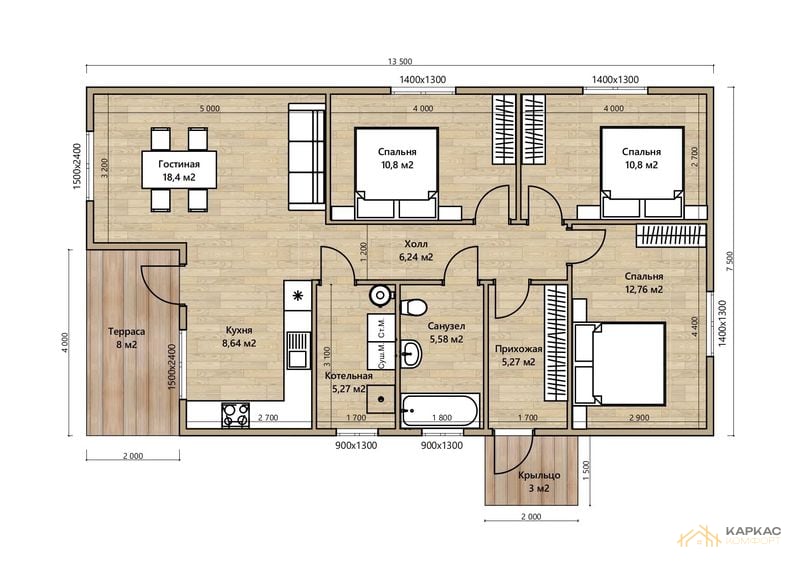 13 500
1400x1300
1400x1300
5 000
4 000
4 000
Гостиная
18,4 м2
Спальня
10,8 м2
Спальня
10,8 м2
3 200
1500x2400
2 700
7 500
Холл
6,24 м2
1 200
Спальня
12,76 м2
4 000
Терраса
8 м2
Кухня
8,64 м2
1500x2400
3 100
Ст.М.
Суш.М.
Санузел
5,58 м2
Прихожая
5,27 м2
4 400
1400x1300
Котельная
5,27 м2
2 700
1 700
1 800
1 700
2 900
2 000
900x1300
900x1300
Крыльцо
3 м2
1 500
2 000
КАРКАС
КОМФОРТ